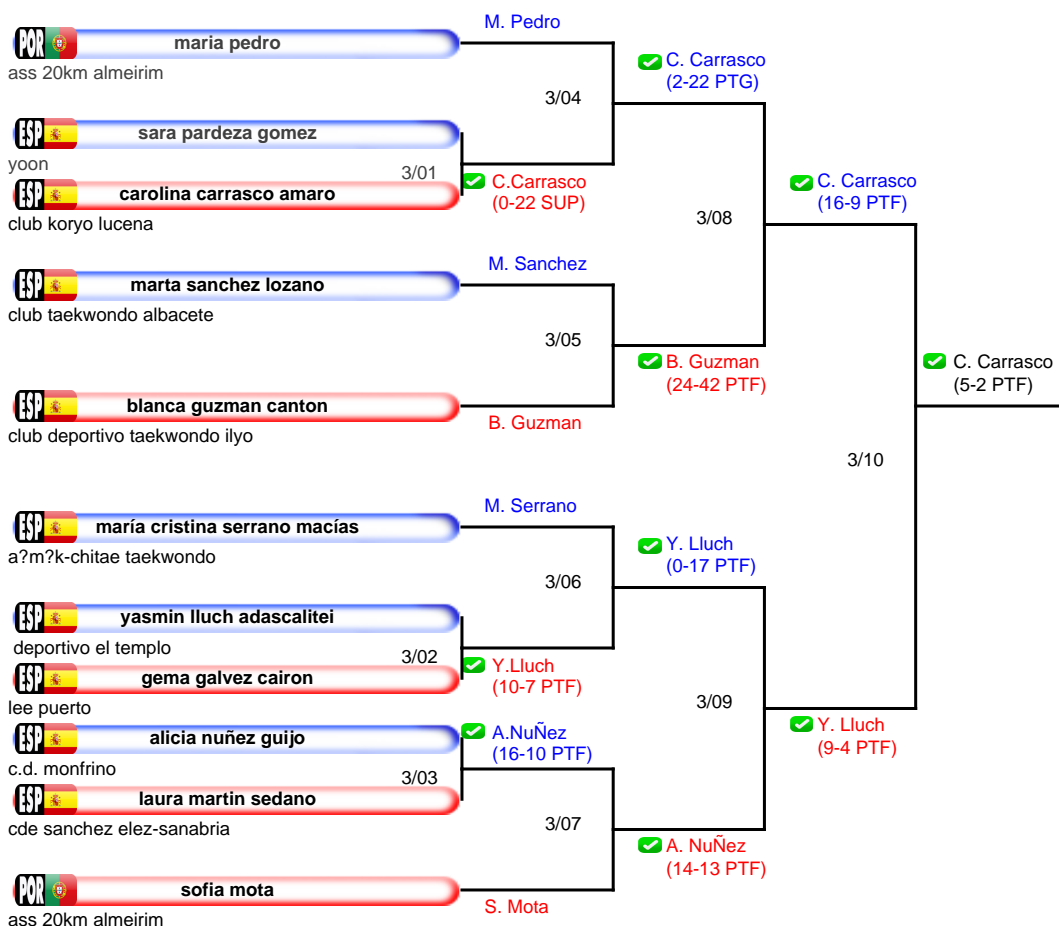 POR maria pedro
ass 20km almeirim
M. Pedro
3/04
C. Carrasco
(2-22 PTG)
ESP sara pardeza gomez
yoon
3/01
ESP carolina carrasco amaro
club koryo lucena
C.Carrasco
(0-22 SUP)
3/08
C. Carrasco
(16-9 PTF)
ESP marta sanchez lozano
club taekwondo albacete
M. Sanchez
3/05
B. Guzman
(24-42 PTF)
ESP blanca guzman canton
club deportivo taekwondo ilyo
B. Guzman
C. Carrasco
(5-2 PTF)
3/10
ESP maría cristina serrano macías
a?m?k-chitae taekwondo
M. Serrano
3/06
Y. Lluch
(0-17 PTF)
ESP yasmin lluch adascalitei
deportivo el templo
3/02
ESP gema galvez cairon
lee puerto
Y.Lluch
(10-7 PTF)
3/09
Y. Lluch
(9-4 PTF)
ESP alicia nuñez guijo
c.d. monfrino
A.NuÑez
(16-10 PTF)
3/03
ESP laura martin sedano
cde sanchez elez-sanabria
3/07
A. NuÑez
(14-13 PTF)
POR sofia mota
ass 20km almeirim
S. Mota